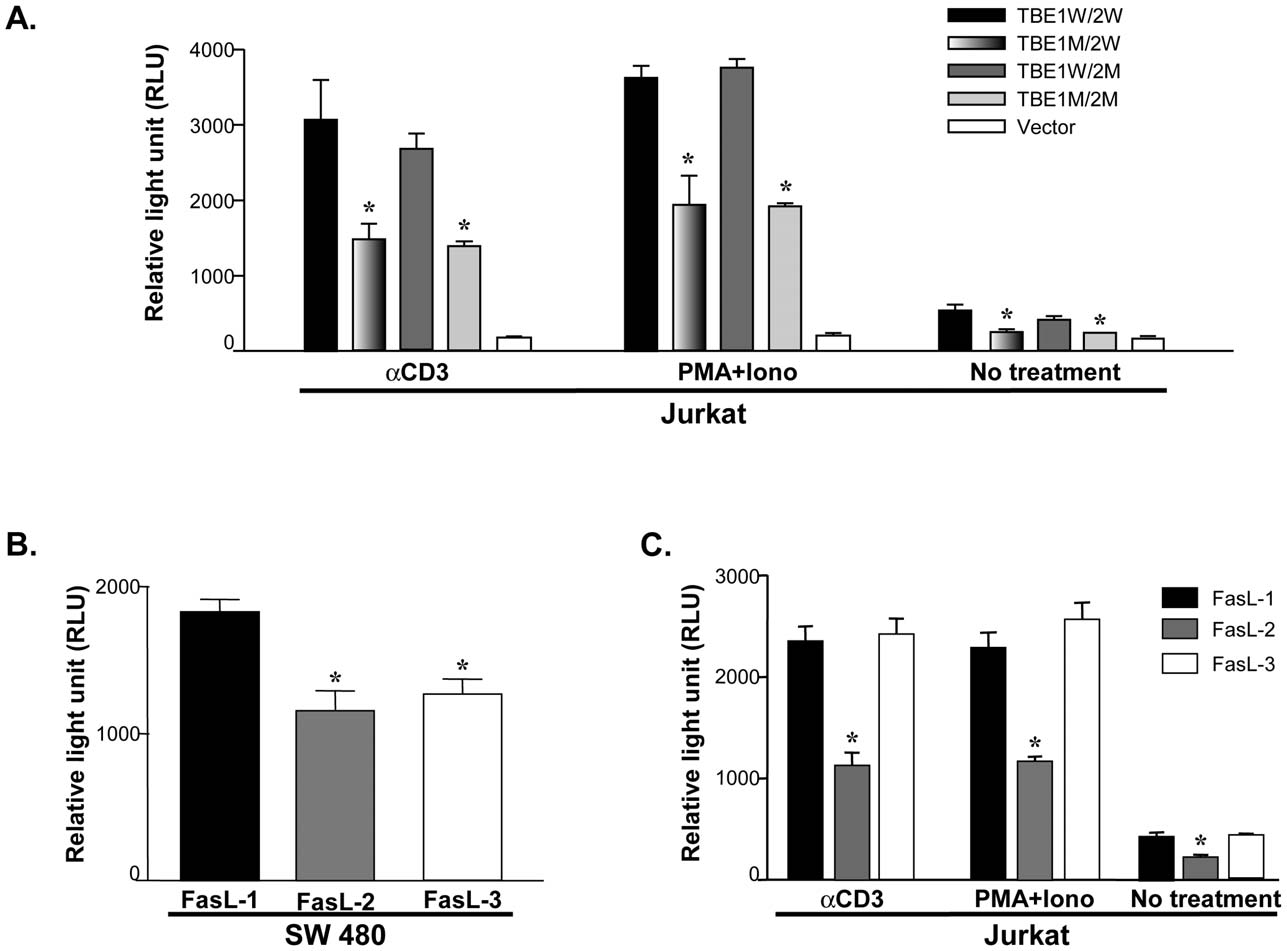 A.
TBE1W/2W
TBE1M/2W
TBE1W/2M
TBE1M/2M
Vector
Relative light unit (RLU)
4000
3000
2000
1000
0
* * * * * *
αCD3 PMA+Iono No treatment
Jurkat
B.
Relative light unit (RLU)
2000
1000
0
* *
FasL-1 FasL-2 FasL-3
SW 480
C.
Relative light unit (RLU)
3000
2000
1000
0
FasL-1
FasL-2
FasL-3
* * *
αCD3 PMA+Iono No treatment
Jurkat